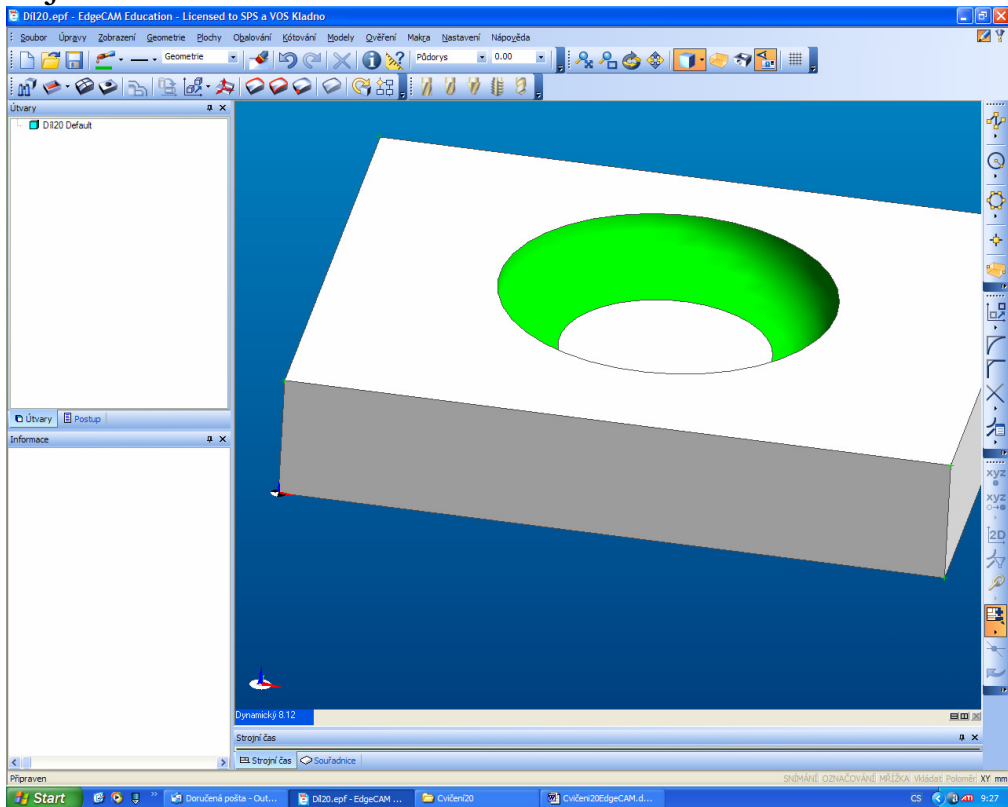 Díl20.epf - EdgeCAM Education - Licensed to SPS a VOS Kladno
Soubor Úpravy Zobrazení Geometrie Plochy Obalování Kótování Modely Ověření Makra Nastavení Nápověda
Geometrie Půdorys 0.00
Útvary
Díl20 Default
Útvary Postup
Informace
xyz
xyz
2D
Dynamický 8.12
Strojní čas
Strojní čas Souřadnice
Připraven SNÍMÁNÍ OZNAČOVÁNÍ MŘÍŽKA Vkládat Poloměr XY mm
Start Doručená pošta - Out... Díl20.epf - EdgeCAM ... Cvičení20 Cvičeni20EdgeCAM.d... CS 9:27